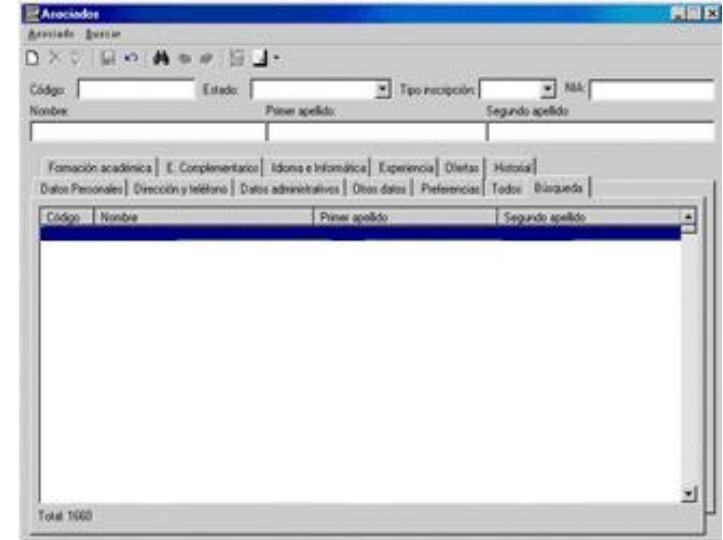 Asociados
Asociado Buscar
Código: Estado: Tipo inscripción: NIA:
Nombre: Primer apellido: Segundo apellido
Formación académica E. Complementarios Idioma e Informática Experiencia Ofertas Historial
Datos Personales Dirección y teléfono Datos administrativos Otros datos Preferencias Todos Búsqueda
Código Nombre Primer apellido Segundo apellido
Total: 1660